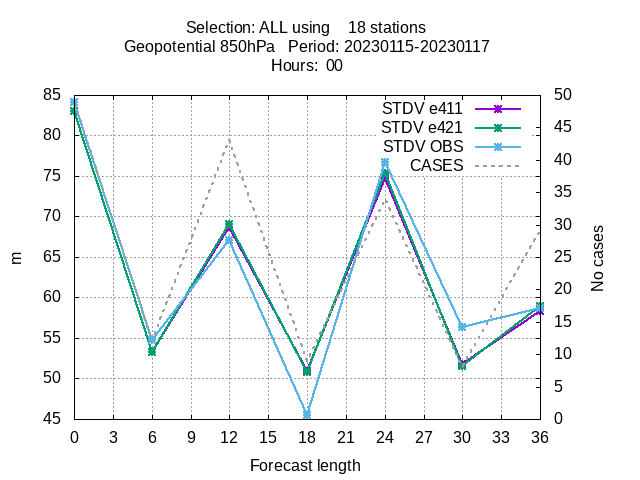 Selection: ALL using    18 stations
Geopotential 850hPa   Period: 20230115-20230117
Hours:  00
STDV e411
STDV e421
STDV OBS
CASES
85
80
75
70
65
60
55
50
45
m
50
45
40
35
30
25
20
15
10
5
0
No cases
0 3 6 9 12 15 18 21 24 27 30 33 36
Forecast length